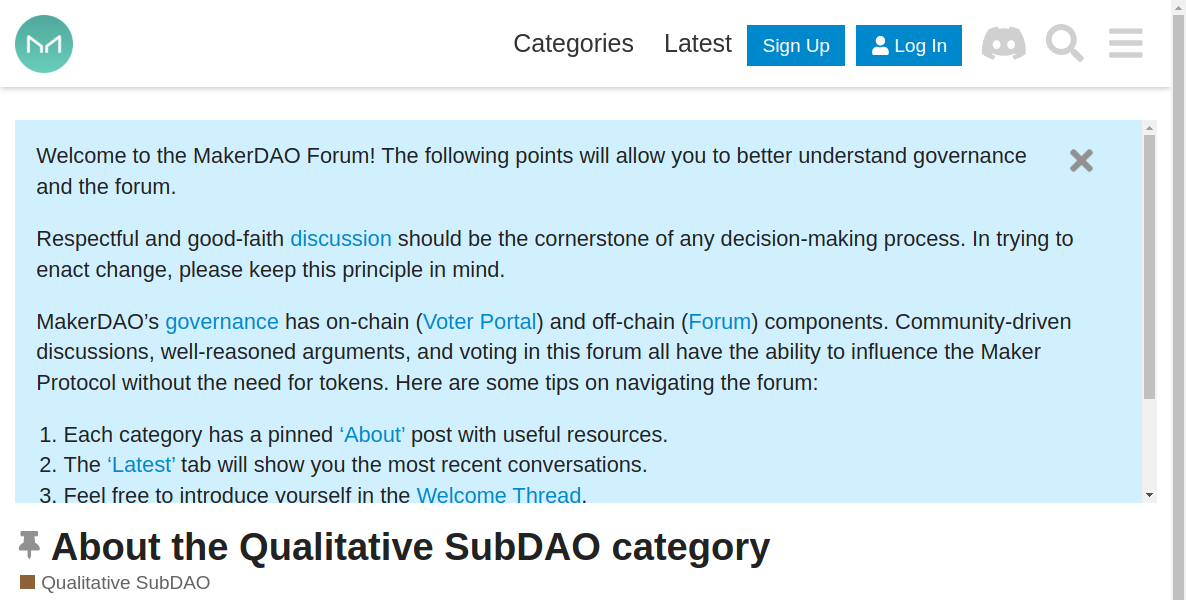 Categories Latest Sign Up Log In
Welcome to the MakerDAO Forum! The following points will allow you to better understand governance
and the forum.
Respectful and good-faith discussion should be the cornerstone of any decision-making process. In trying to
enact change, please keep this principle in mind.
MakerDAO’s governance has on-chain (Voter Portal) and off-chain (Forum) components. Community-driven
discussions, well-reasoned arguments, and voting in this forum all have the ability to influence the Maker
Protocol without the need for tokens. Here are some tips on navigating the forum:
1. Each category has a pinned ‘About’ post with useful resources.
2. The ‘Latest’ tab will show you the most recent conversations.
3. Feel free to introduce yourself in the Welcome Thread.
About the Qualitative SubDAO category
Qualitative SubDAO